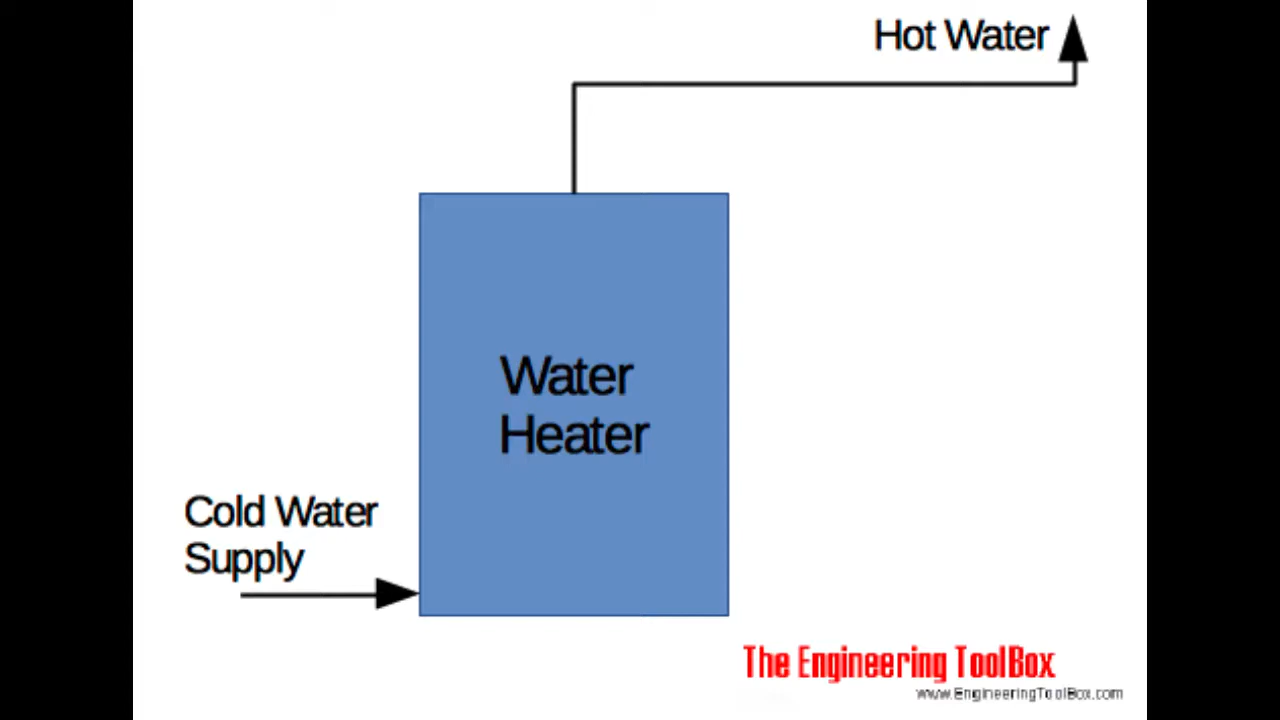 Hot Water
Water
Heater
Cold Water
Supply
The Engineering ToolBox
www.EngineeringToolBox.com